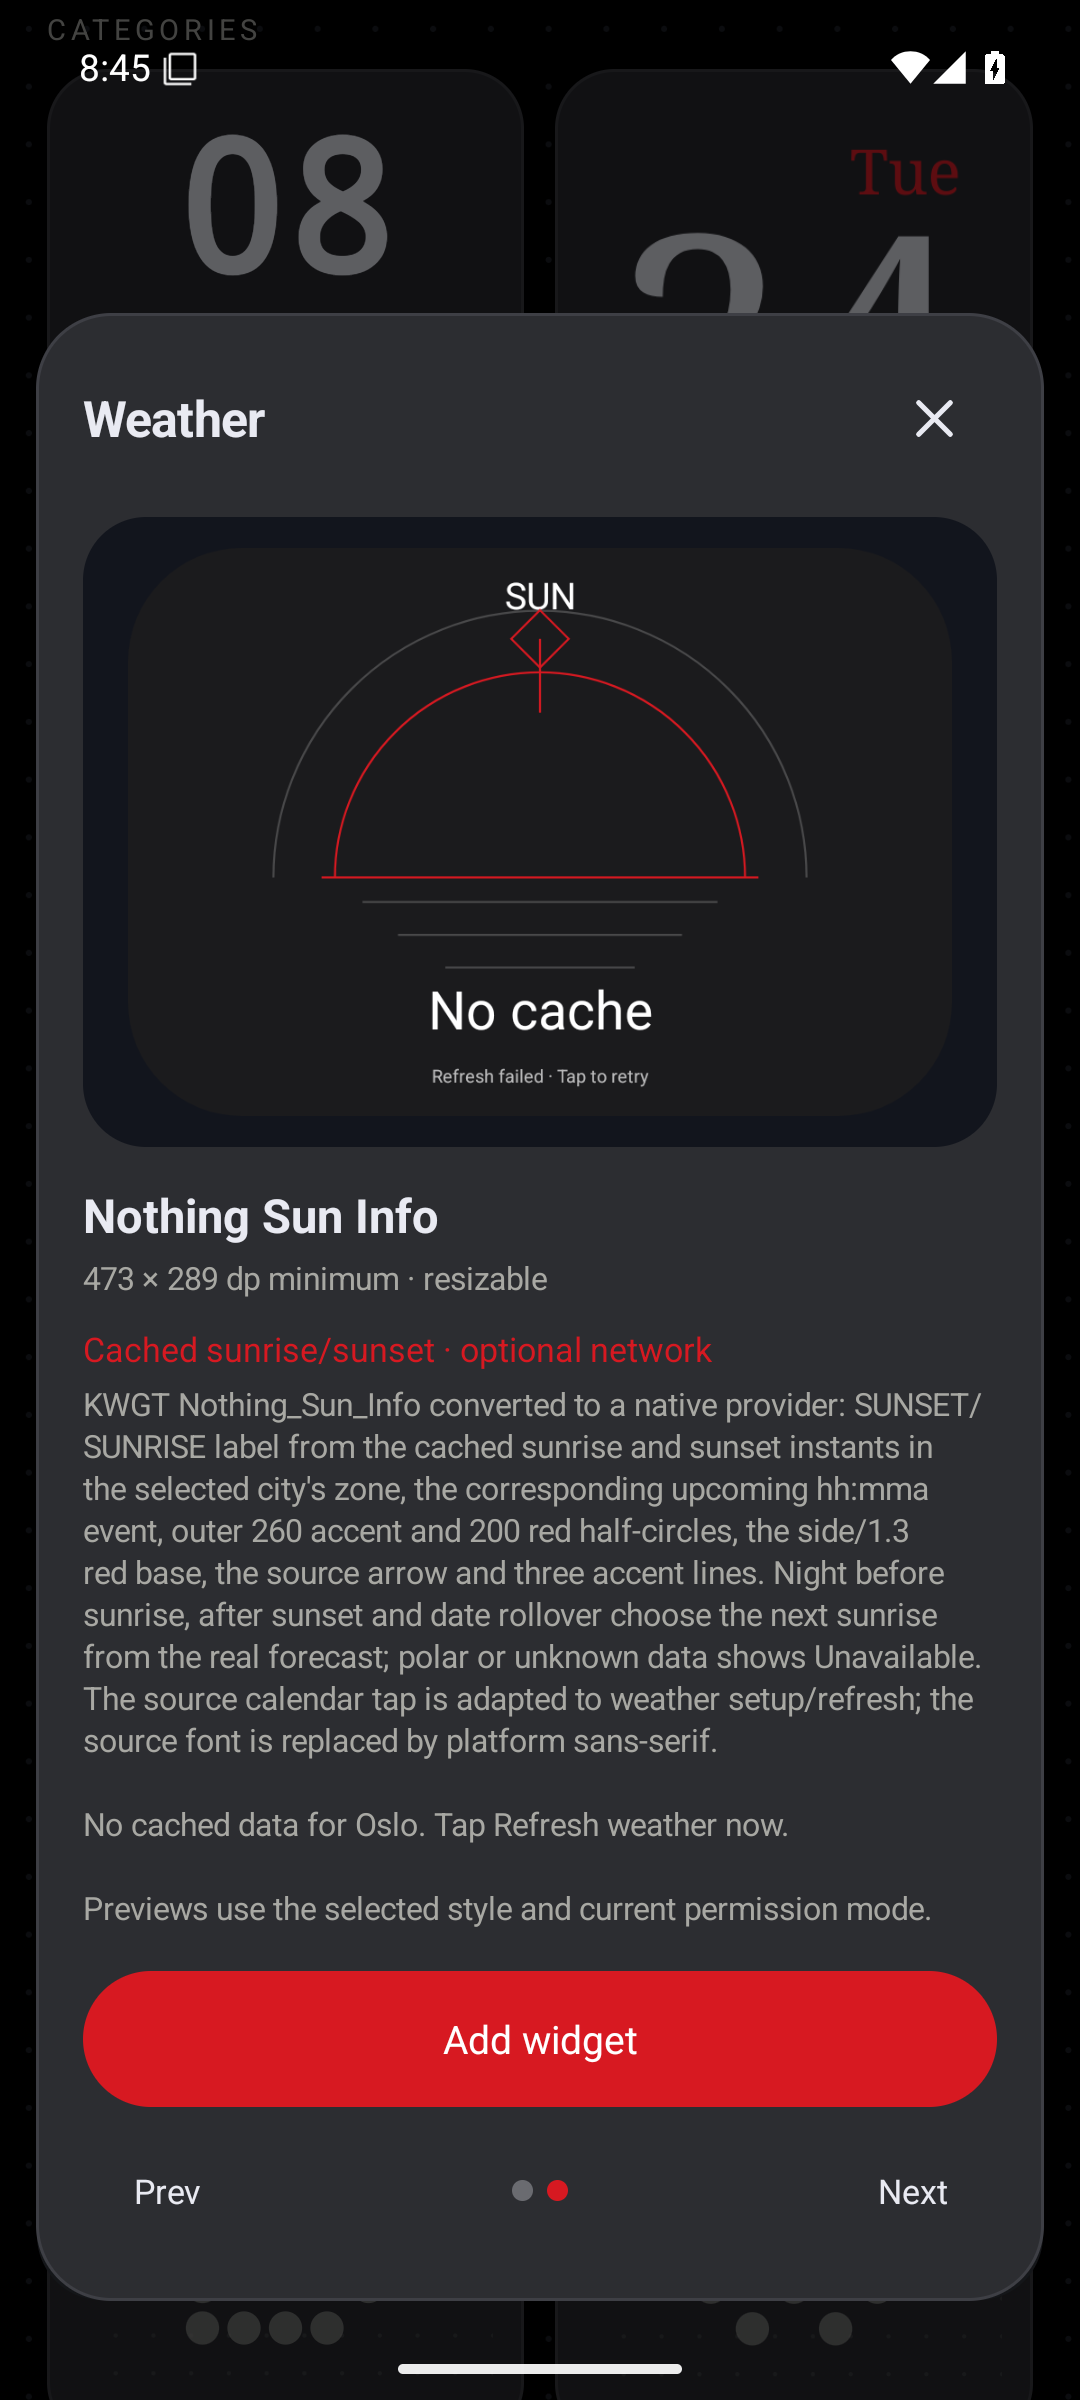 CATEGORIES
8:45
08
Tue
24
Weather
SUN
No cache
Refresh failed · Tap to retry
Nothing Sun Info
473 × 289 dp minimum · resizable
Cached sunrise/sunset · optional network
KWGT Nothing_Sun_Info converted to a native provider: SUNSET/
SUNRISE label from the cached sunrise and sunset instants in
the selected city's zone, the corresponding upcoming hh:mma
event, outer 260 accent and 200 red half-circles, the side/1.3
red base, the source arrow and three accent lines. Night before
sunrise, after sunset and date rollover choose the next sunrise
from the real forecast; polar or unknown data shows Unavailable.
The source calendar tap is adapted to weather setup/refresh; the
source font is replaced by platform sans-serif.
No cached data for Oslo. Tap Refresh weather now.
Previews use the selected style and current permission mode.
Add widget
Prev
Next